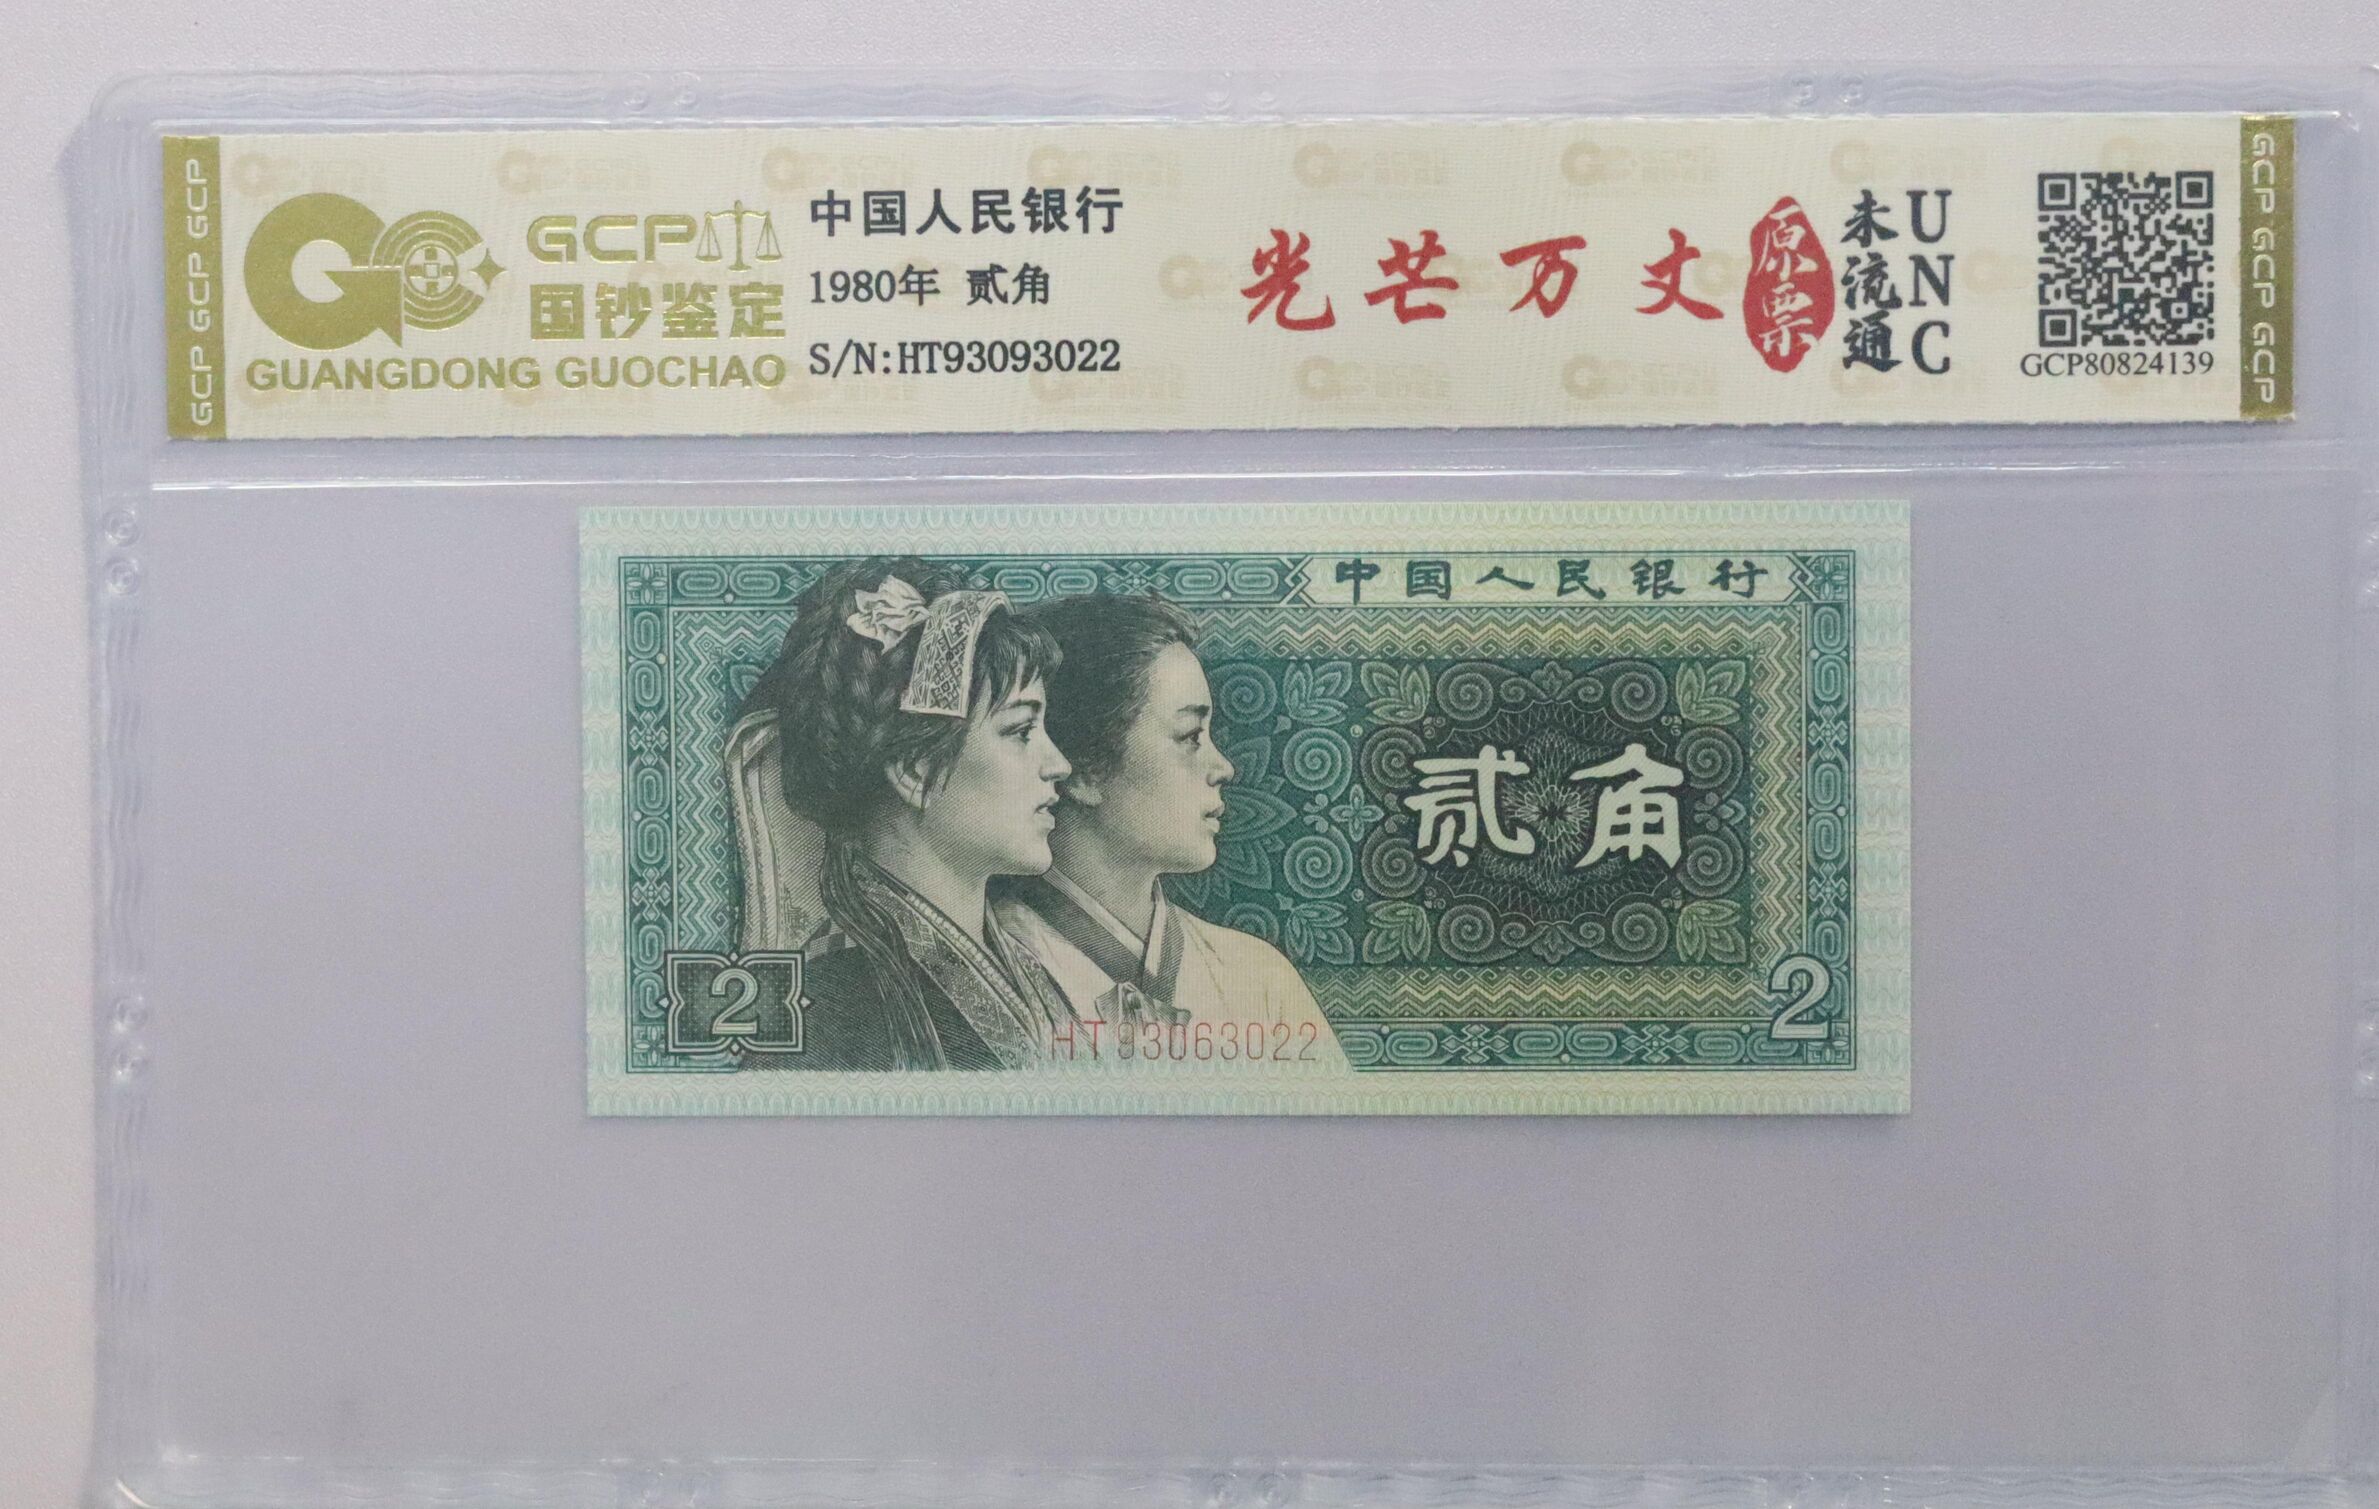 GCP GCP GCP
GCP
国钞鉴定
GUANGDONG GUOCHAO
中国人民银行
1980年 贰角
S/N:HT93093022
光芒万丈
原票
未流通
UNC
GCP80824139
GCP GCP GCP
中国人民银行
贰角
2
HT93063022
2